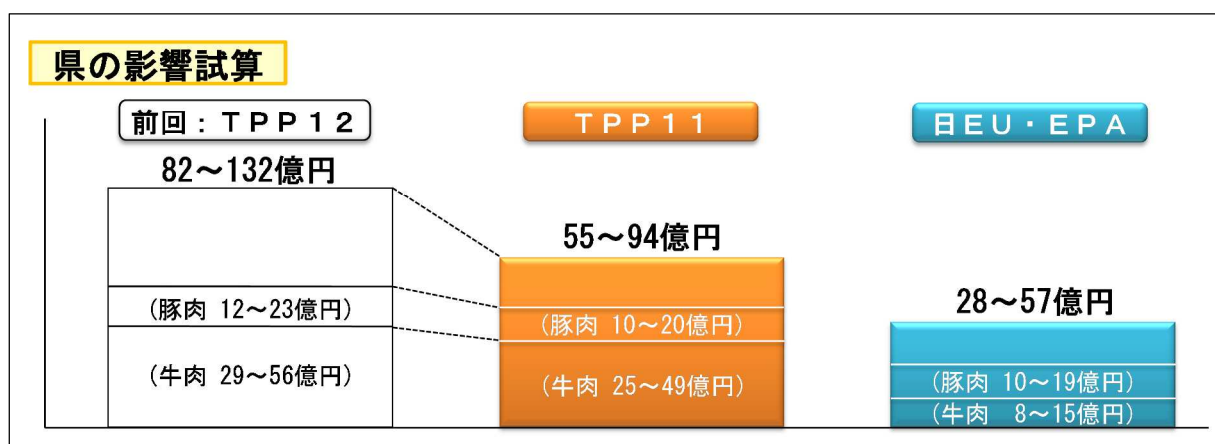 県の影響試算
前回：ＴＰＰ１２
82～132億円
（豚肉 12～23億円）
（牛肉 29～56億円）
ＴＰＰ１１
55～94億円
（豚肉 10～20億円）
（牛肉 25～49億円）
日ＥＵ・ＥＰＡ
28～57億円
（豚肉 10～19億円）
（牛肉 8～15億円）